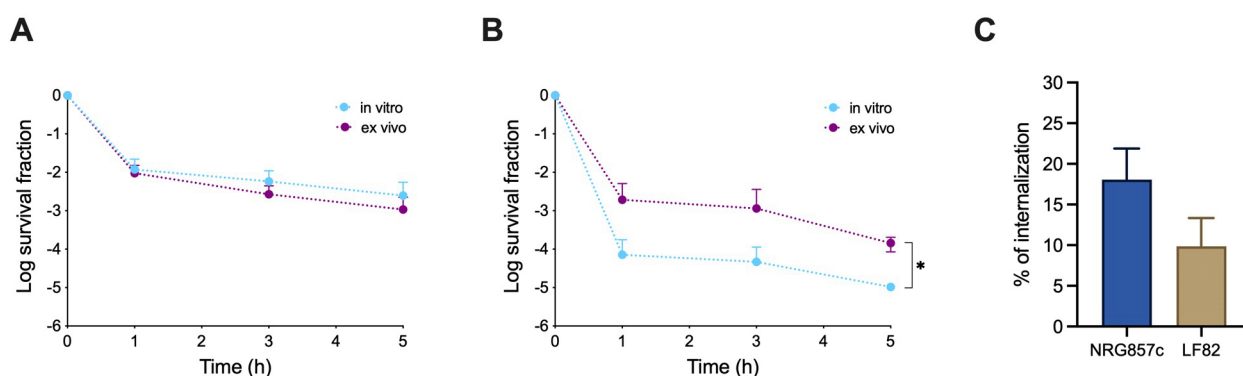 A
B
C
0
-1
-2
-3
-4
-5
-6
Log survival fraction
in vitro
ex vivo
0
1
2
3
4
5
Time (h)
0
-1
-2
-3
-4
-5
-6
Log survival fraction
in vitro
ex vivo
*
0
1
2
3
4
5
Time (h)
30
25
20
15
10
5
0
% of internalization
NRG857c
LF82